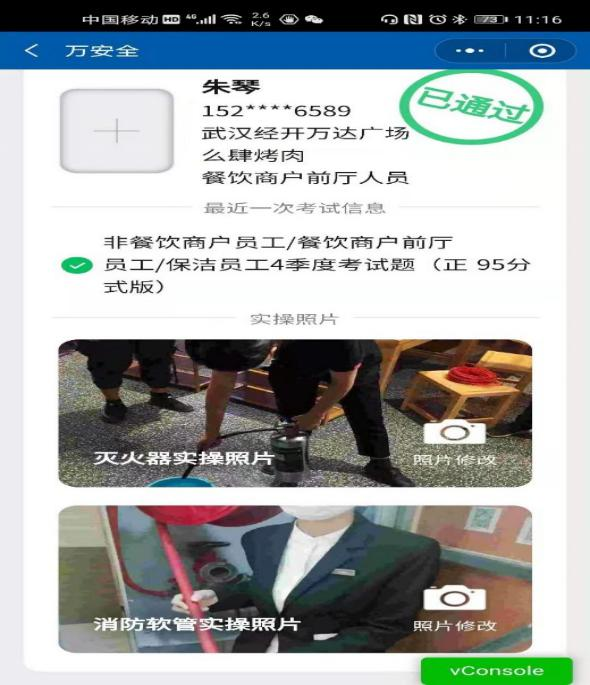 中国移动 HD 4G 2.6 K/s 73 11:16
万安全
朱琴
已通过
152****6589
武汉经开万达广场
么肆烤肉
餐饮商户前厅人员
最近一次考试信息
非餐饮商户员工/餐饮商户前厅
员工/保洁员工4季度考试题（正 95分
式版）
实操照片
灭火器实操照片
照片修改
消防软管实操照片
照片修改
vConsole